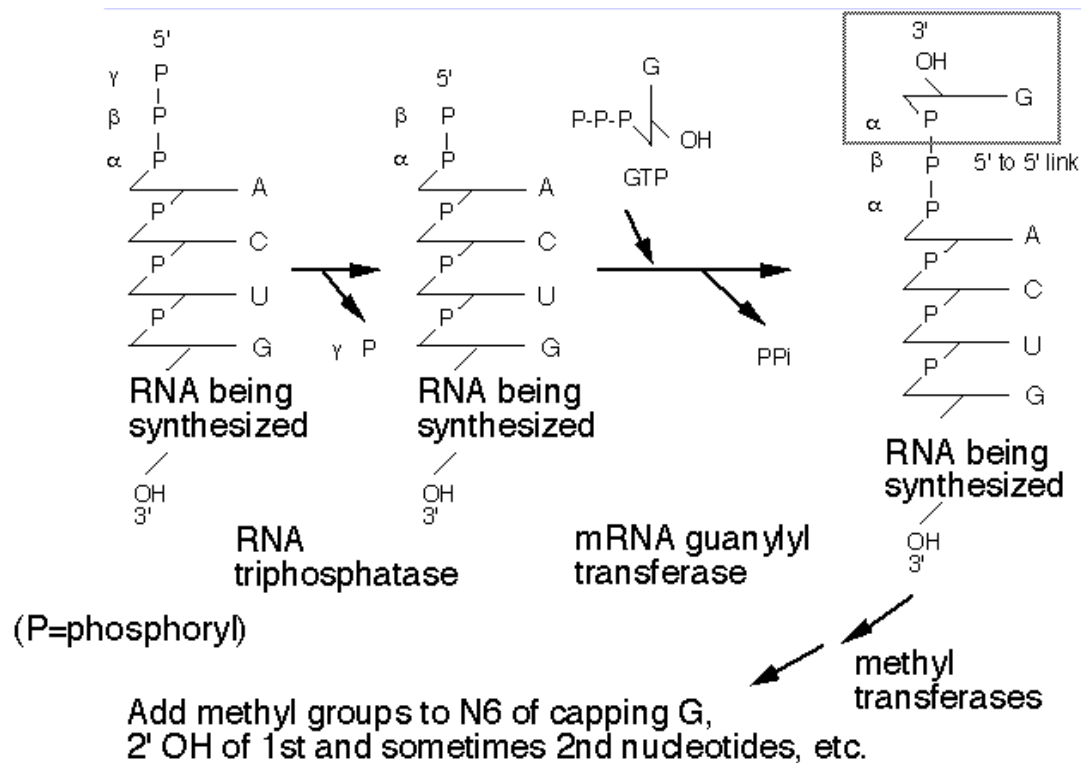 5'
γ P
β P
α P
A
P
C
P
U
P
G
RNA being
synthesized
OH
3'
γ P
RNA
triphosphatase
5'
β P
α P
A
P
C
P
U
P
G
RNA being
synthesized
OH
3'
G
P-P-P
OH
GTP
PPi
mRNA guanylyl
transferase
3'
OH
G
α P
β P
5' to 5' link
α P
A
P
C
P
U
P
G
RNA being
synthesized
OH
3'
(P=phosphoryl)
methyl
transferases
Add methyl groups to N6 of capping G,
2' OH of 1st and sometimes 2nd nucleotides, etc.